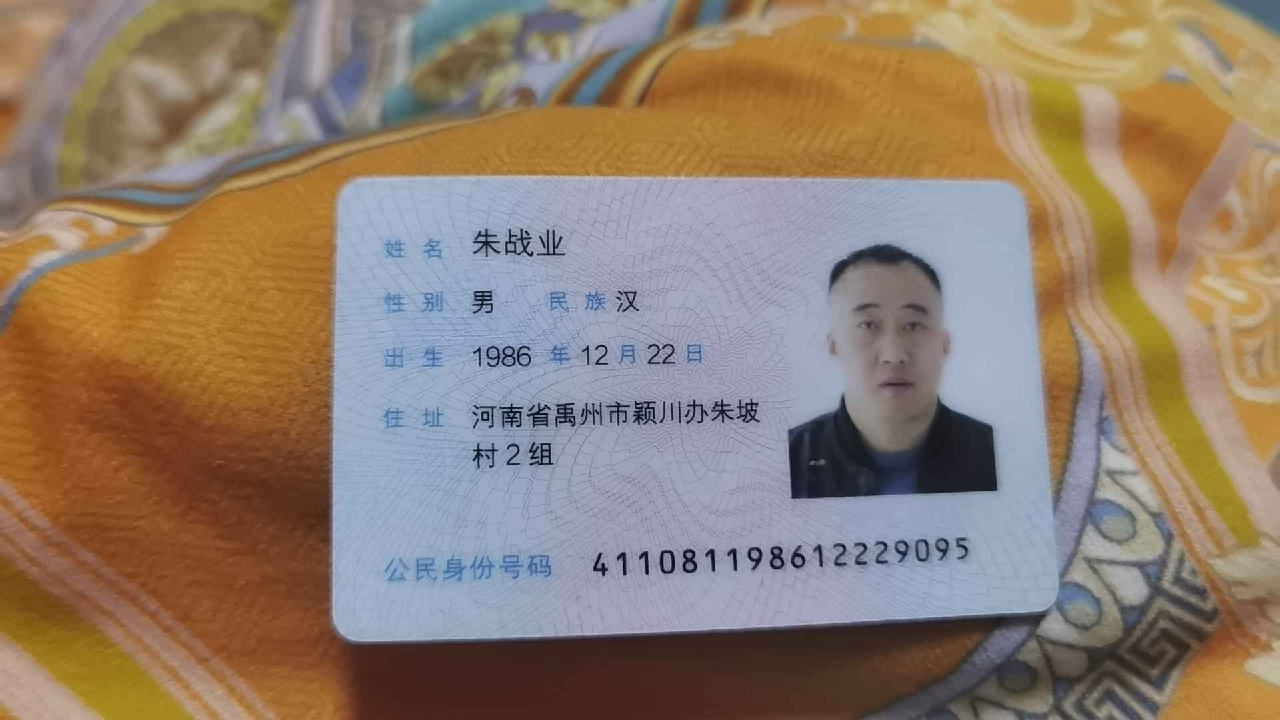 姓名 朱战业
性别 男 民族 汉
出生 1986 年 12 月 22 日
住址 河南省禹州市颖川办朱坡
村2组
公民身份号码 411081198612229095